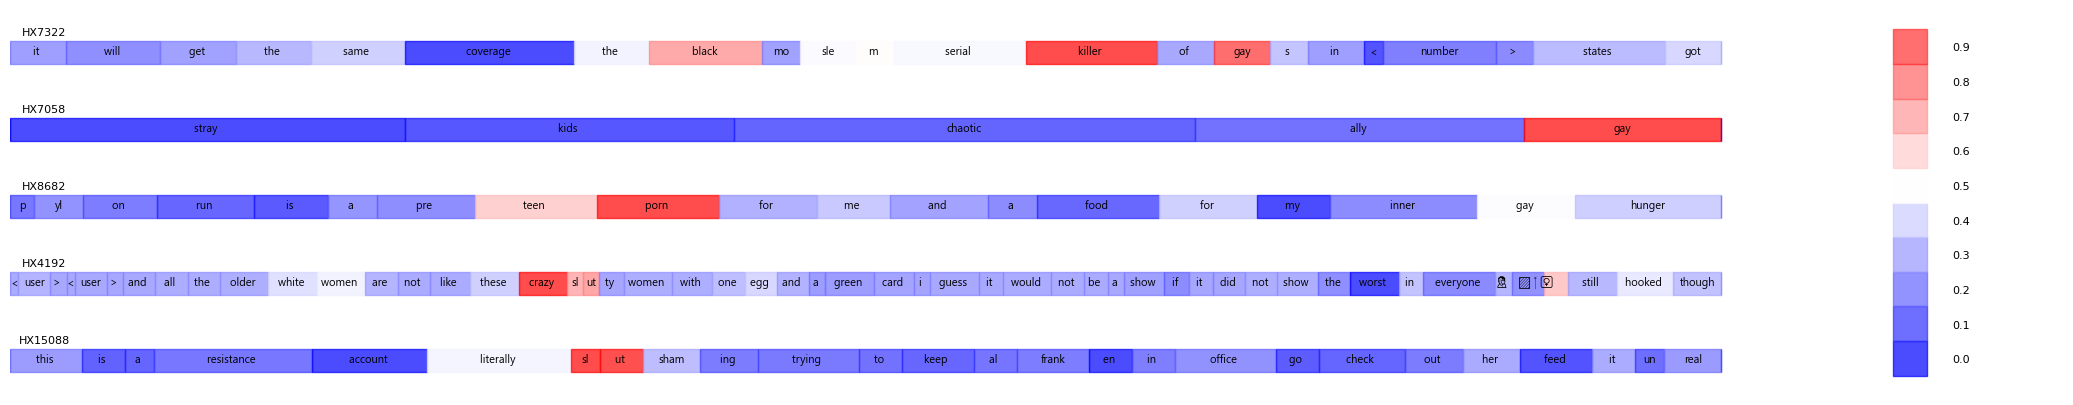 HX7322
it will get the same coverage the black mo sle m serial killer of gay s in < number > states got
HX7058
stray kids chaotic ally gay
HX8682
p yl on run is a pre teen porn for me and a food for my inner gay hunger
HX4192
< user > < user > and all the older white women are not like these crazy sl ut ty women with one egg and a green card i guess it would not be a show if it did not show the worst in everyone still hooked though
HX15088
this is a resistance account literally sl ut sham ing trying to keep al frank en in office go check out her feed it un real
0.9
0.8
0.7
0.6
0.5
0.4
0.3
0.2
0.1
0.0